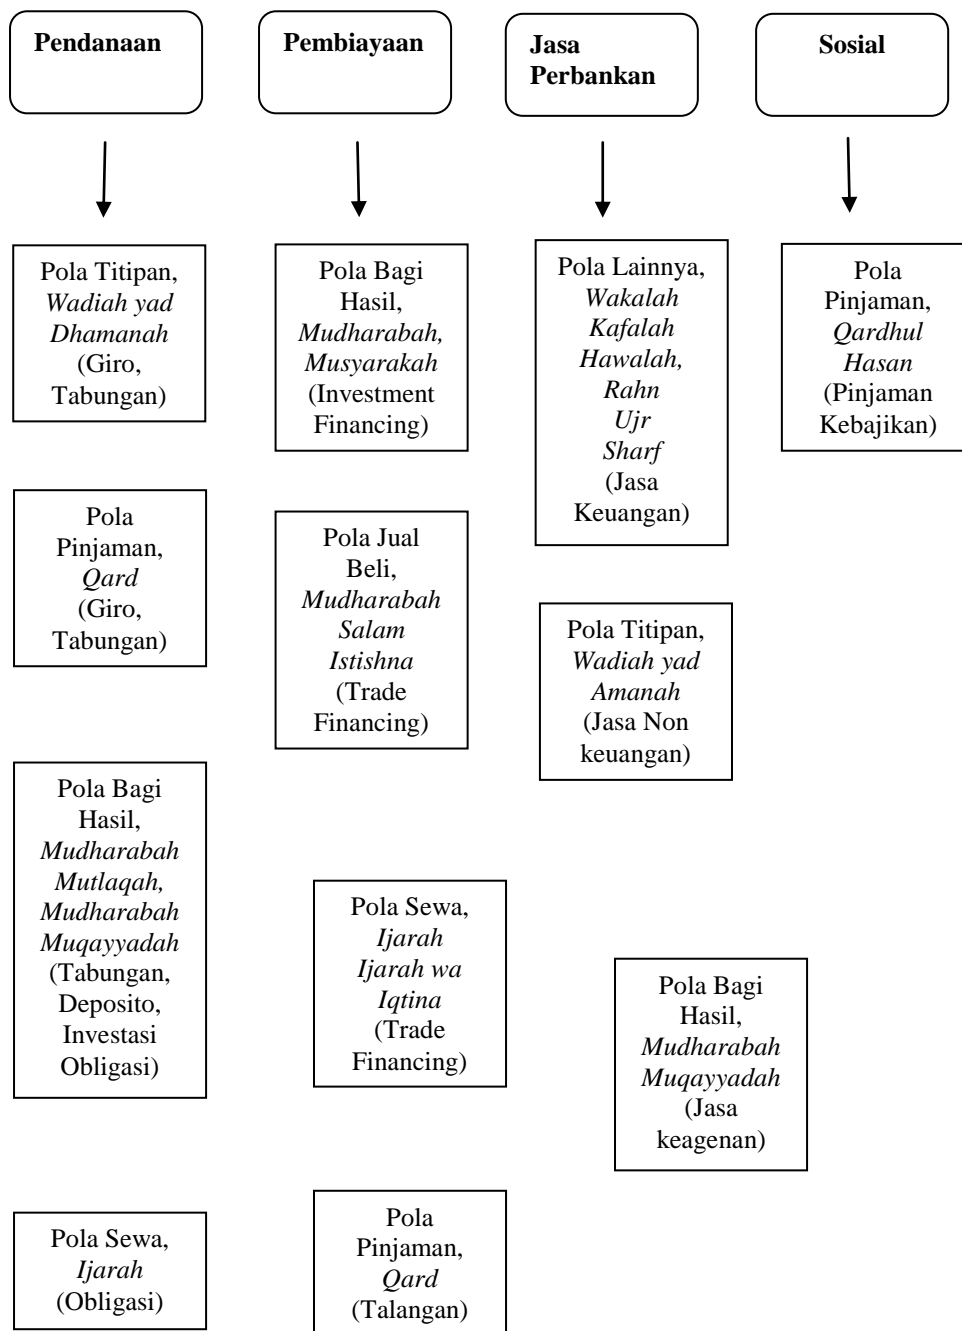 Pendanaan
Pembiayaan
Jasa
Perbankan
Sosial
Pola Titipan,
Wadiah yad
Dhamanah
(Giro,
Tabungan)
Pola
Pinjaman,
Qard
(Giro,
Tabungan)
Pola Bagi
Hasil,
Mudharabah
Mutlaqah,
Mudharabah
Muqayyadah
(Tabungan,
Deposito,
Investasi
Obligasi)
Pola Sewa,
Ijarah
(Obligasi)
Pola Bagi
Hasil,
Mudharabah,
Musyarakah
(Investment
Financing)
Pola Jual
Beli,
Mudharabah
Salam
Istishna
(Trade
Financing)
Pola Sewa,
Ijarah
Ijarah wa
Iqtina
(Trade
Financing)
Pola
Pinjaman,
Qard
(Talangan)
Pola Lainnya,
Wakalah
Kafalah
Hawalah,
Rahn
Ujr
Sharf
(Jasa
Keuangan)
Pola Titipan,
Wadiah yad
Amanah
(Jasa Non
keuangan)
Pola Bagi
Hasil,
Mudharabah
Muqayyadah
(Jasa
keagenan)
Pola
Pinjaman,
Qardhul
Hasan
(Pinjaman
Kebajikan)